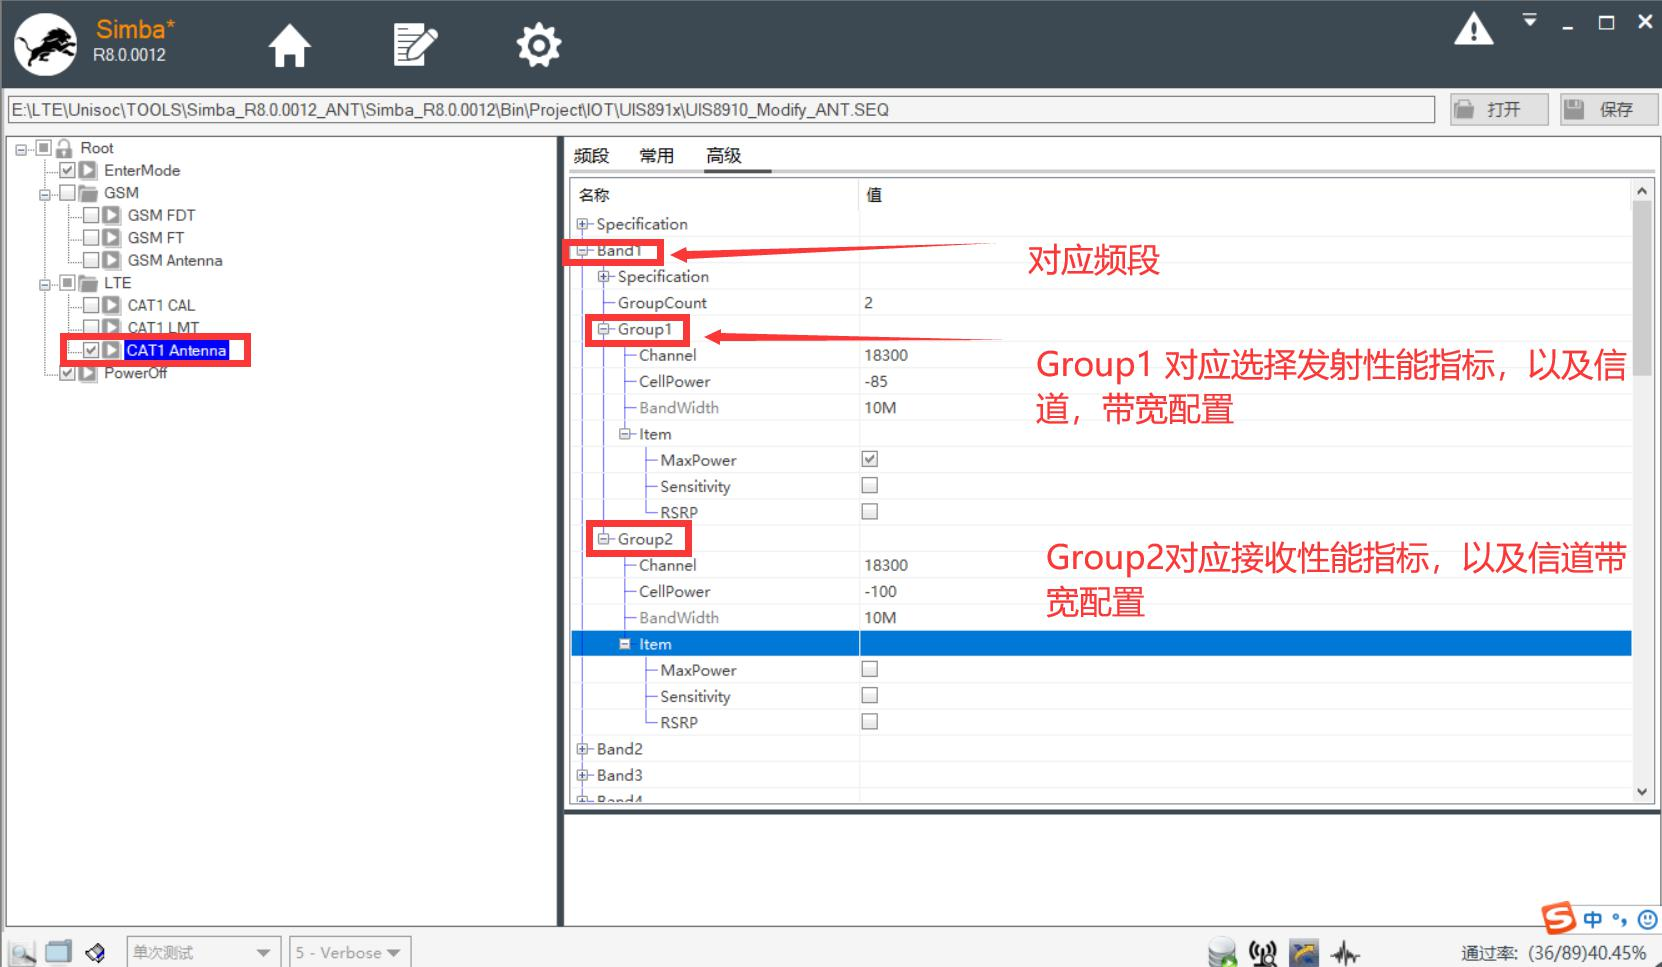 Simba*
R8.0.0012
E:\LTE\Unisoc\TOOLS\Simba_R8.0.0012_ANT\Simba_R8.0.0012\Bin\Project\IOT\UIS891x\UIS8910_Modify_ANT.SEQ
打开
保存
Root
EnterMode
GSM
GSM FDT
GSM FT
GSM Antenna
LTE
CAT1 CAL
CAT1 LMT
CAT1 Antenna
PowerOff
频段 常用 高级
名称 值
Specification
Band1
对应频段
Specification
GroupCount 2
Group1
Channel 18300
CellPower -85
BandWidth 10M
Group1 对应选择发射性能指标，以及信
道，带宽配置
Item
MaxPower
Sensitivity
RSRP
Group2
Channel 18300
CellPower -100
BandWidth 10M
Group2对应接收性能指标，以及信道带
宽配置
Item
MaxPower
Sensitivity
RSRP
Band2
Band3
Band4
中
单次测试
5 - Verbose
通过率: (36/89)40.45%